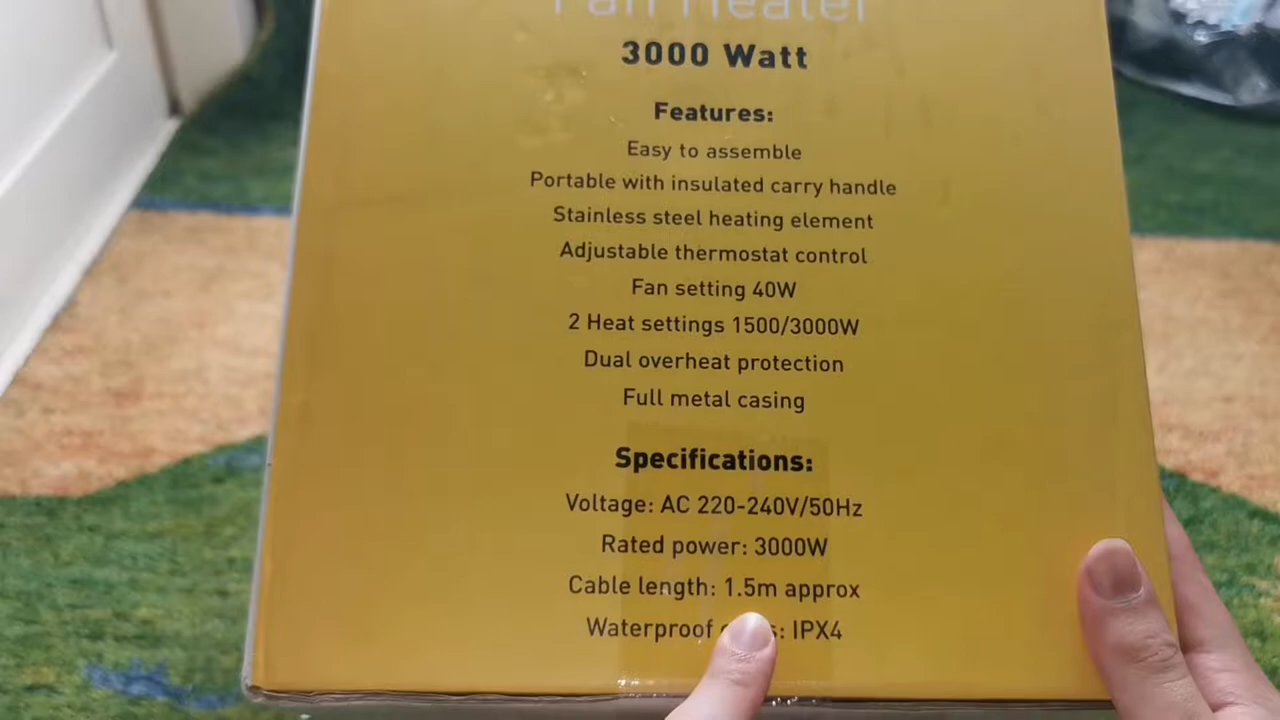 Fan Heater
3000 Watt
Features:
Easy to assemble
Portable with insulated carry handle
Stainless steel heating element
Adjustable thermostat control
Fan setting 40W
2 Heat settings 1500/3000W
Dual overheat protection
Full metal casing
Specifications:
Voltage: AC 220-240V/50Hz
Rated power: 3000W
Cable length: 1.5m approx
Waterproof : IPX4